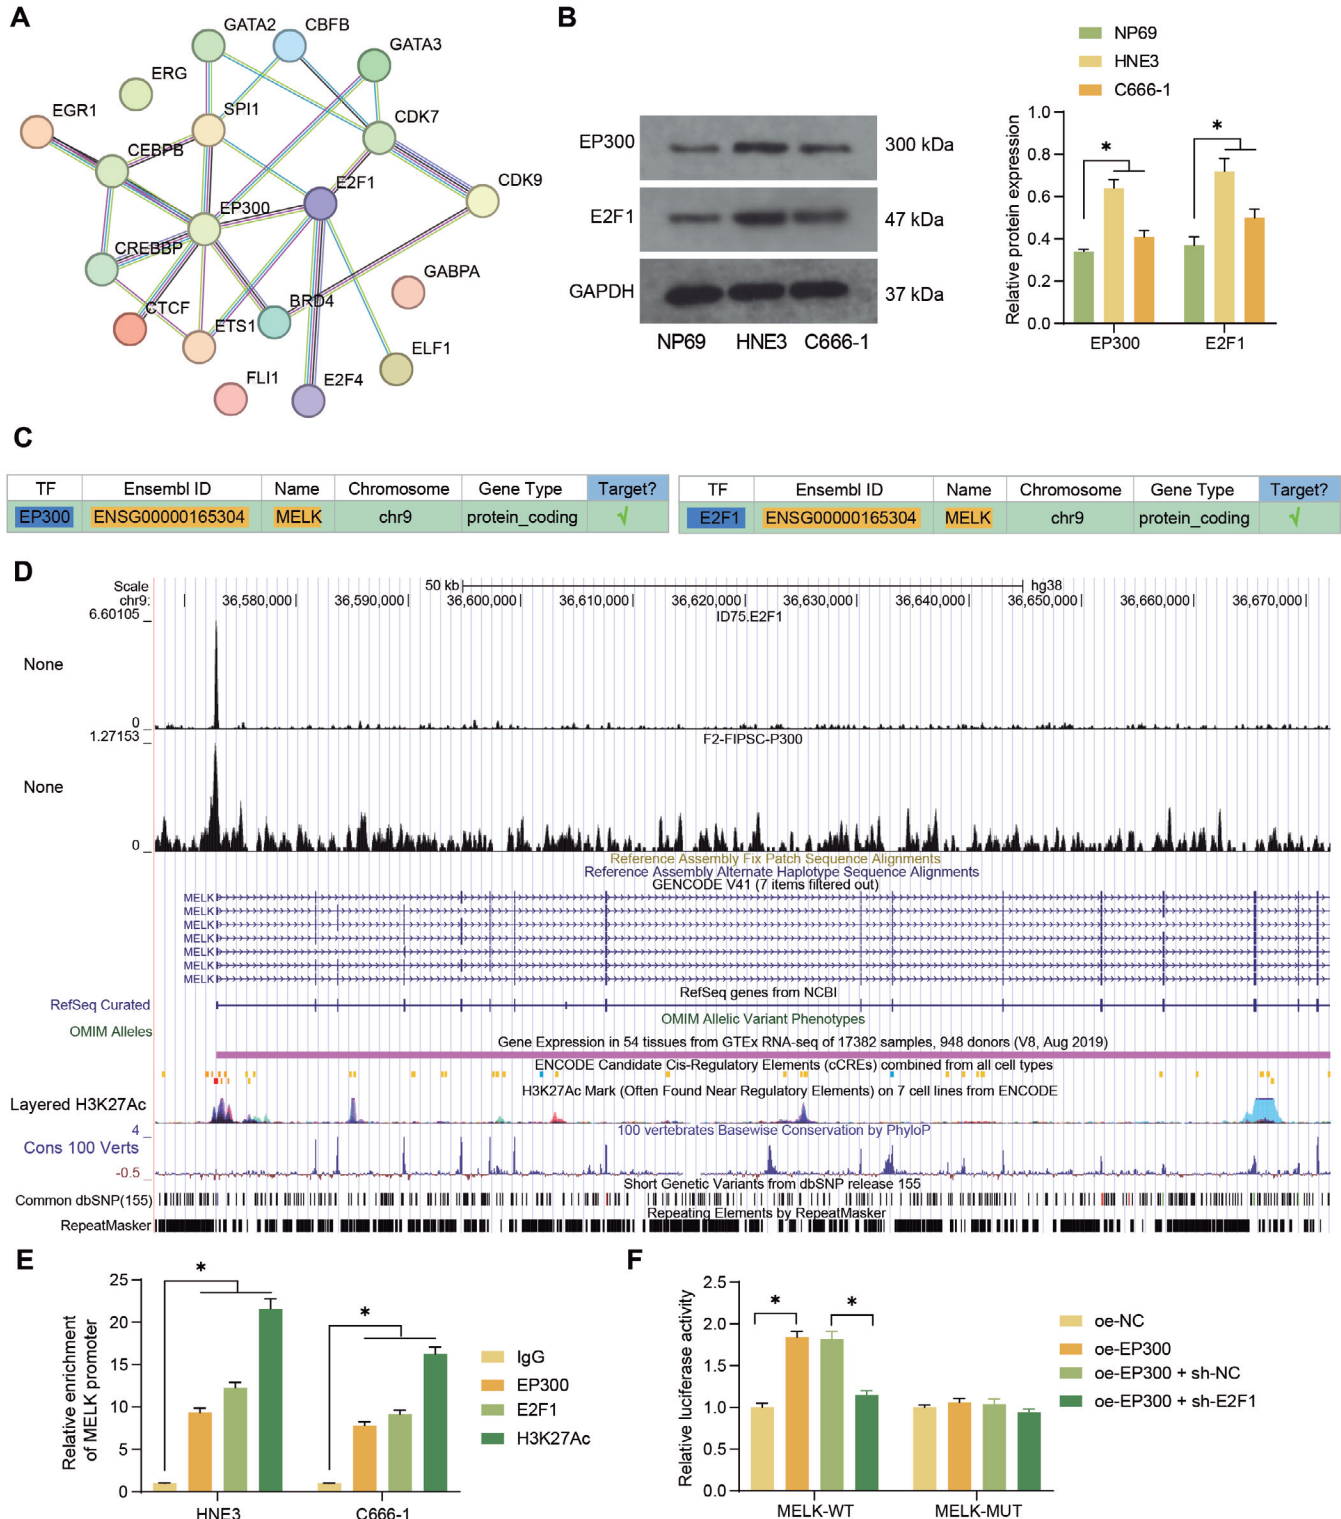 A
GATA2
CBFB
GATA3
ERG
EGR1
SPI1
CDK7
CEBPB
E2F1
CDK9
EP300
CREBBP
GABPA
CTCF
BRD4
ETS1
ELF1
FLI1
E2F4
B
EP300
300 kDa
E2F1
47 kDa
GAPDH
37 kDa
NP69 HNE3 C666-1
NP69
HNE3
C666-1
Relative protein expression
1.0
0.8
0.6
0.4
0.2
0.0
*
*
EP300
E2F1
C
TF Ensembl ID Name Chromosome Gene Type Target?
EP300 ENSG00000165304 MELK chr9 protein_coding √
TF Ensembl ID Name Chromosome Gene Type Target?
E2F1 ENSG00000165304 MELK chr9 protein_coding √
D
Scale 50 kb hg38
chr9: 36,580,000 36,590,000 36,600,000 36,610,000 36,620,000 36,630,000 36,640,000 36,650,000 36,660,000 36,670,000
6.60105
ID75.E2F1
None
0
1.27153
F2-FIPSC-P300
None
0
Reference Assembly Fix Patch Sequence Alignments
Reference Assembly Alternate Haplotype Sequence Alignments
GENCODE V41 (7 items filtered out)
MELK
MELK
MELK
MELK
MELK
MELK
MELK
RefSeq genes from NCBI
RefSeq Curated
OMIM Allelic Variant Phenotypes
OMIM Alleles
Gene Expression in 54 tissues from GTEx RNA-seq of 17382 samples, 948 donors (V8, Aug 2019)
ENCODE Candidate Cis-Regulatory Elements (cCREs) combined from all cell types
H3K27Ac Mark (Often Found Near Regulatory Elements) on 7 cell lines from ENCODE
Layered H3K27Ac
4
100 vertebrates Basewise Conservation by PhyloP
Cons 100 Verts
-0.5
Short Genetic Variants from dbSNP release 155
Common dbSNP(155)
Repeating Elements by RepeatMasker
RepeatMasker
E
Relative enrichment
of MELK promoter
25
20
15
10
5
0
*
*
HNE3
C666-1
IgG
EP300
E2F1
H3K27Ac
F
Relative luciferase activity
2.5
2.0
1.5
1.0
0.5
0.0
*
*
MELK-WT
MELK-MUT
oe-NC
oe-EP300
oe-EP300 + sh-NC
oe-EP300 + sh-E2F1